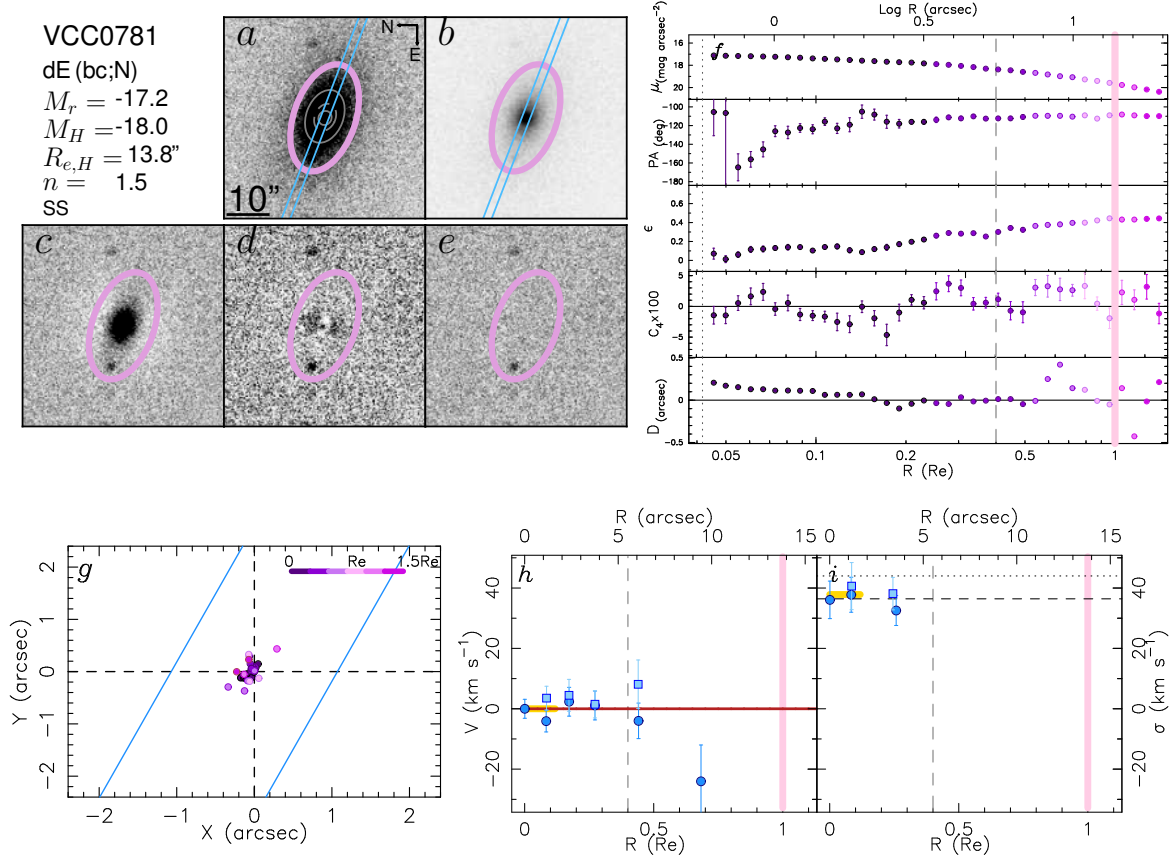 VCC0781
dE (bc;N)
M_r = -17.2
M_H = -18.0
R_e,H = 13.8"
n = 1.5
SS
a
N
E
10"
b
c
d
e
Log R (arcsec)
0 0.5 1
f
μ(mag arcsec⁻²)
16
18
20
PA (deg)
-100
-120
-140
-160
-180
ϵ
0.6
0.4
0.2
0
C₄x100
5
0
-5
D (arcsec)
0.5
0
-0.5
0.05 0.1 0.2 0.5 1
R (Re)
g
0 Re 1.5Re
Y (arcsec)
2
1
0
-1
-2
-2 -1 0 1 2
X (arcsec)
R (arcsec)
0 5 10 15
h
V (km s⁻¹)
40
20
0
-20
0 0.5 1
R (Re)
R (arcsec)
0 5 10 15
i
40
20
0
-20
σ (km s⁻¹)
0 0.5 1
R (Re)